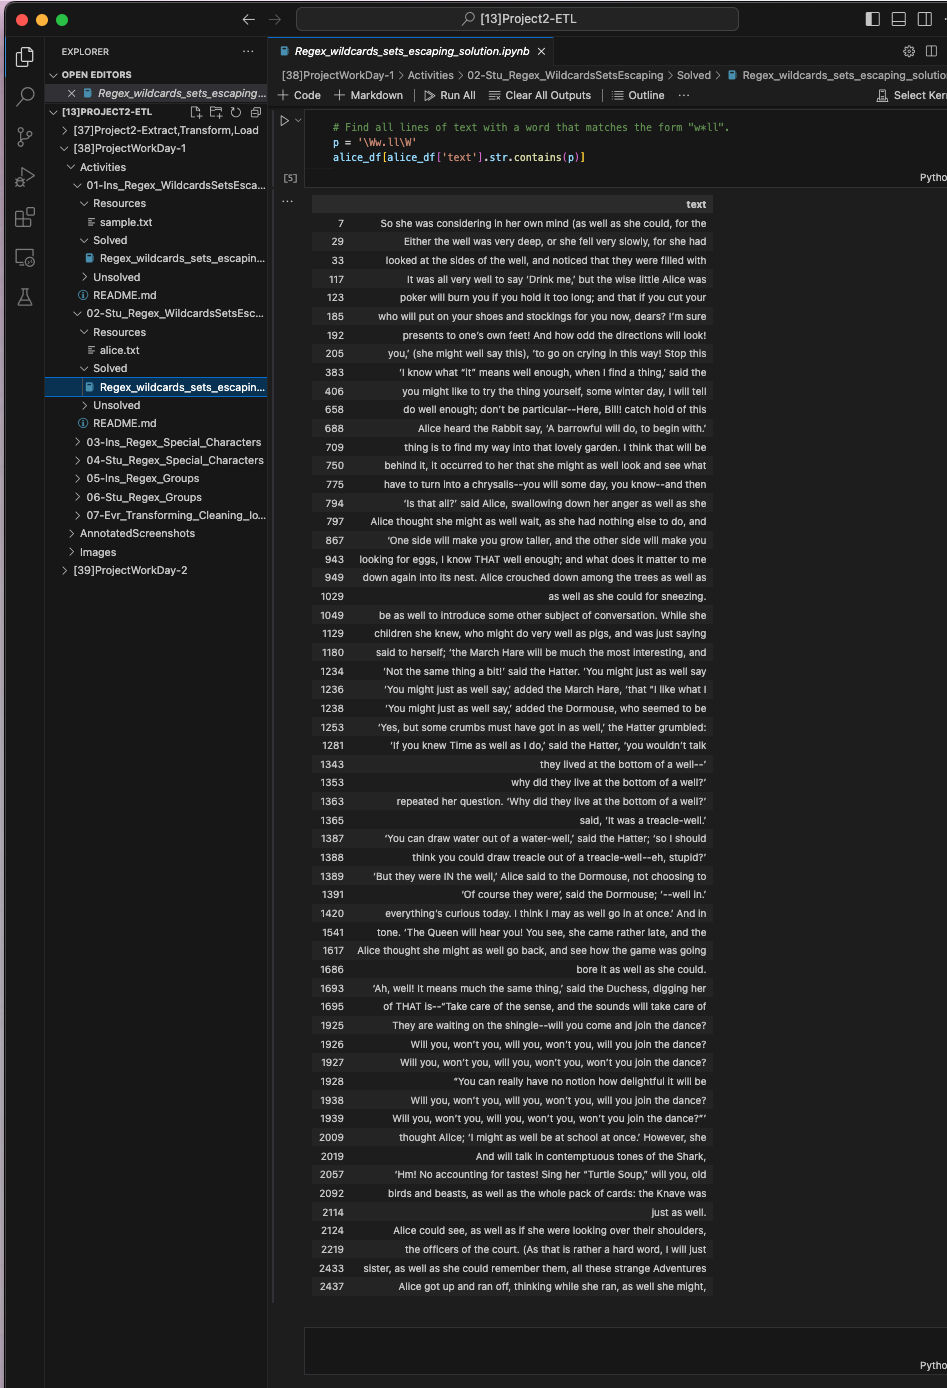 [13]Project2-ETL
EXPLORER
OPEN EDITORS
Regex_wildcards_sets_escaping...
[13]PROJECT2-ETL
[37]Project2-Extract,Transform,Load
[38]ProjectWorkDay-1
Activities
01-Ins_Regex_WildcardsSetsEsca...
Resources
sample.txt
Solved
Regex_wildcards_sets_escapin...
Unsolved
README.md
02-Stu_Regex_WildcardsSetsEsc...
Resources
alice.txt
Solved
Regex_wildcards_sets_escapin...
Unsolved
README.md
03-Ins_Regex_Special_Characters
04-Stu_Regex_Special_Characters
05-Ins_Regex_Groups
06-Stu_Regex_Groups
07-Evr_Transforming_Cleaning_lo...
AnnotatedScreenshots
Images
[39]ProjectWorkDay-2
Regex_wildcards_sets_escaping_solution.ipynb
[38]ProjectWorkDay-1 > Activities > 02-Stu_Regex_WildcardsSetsEscaping > Solved > Regex_wildcards_sets_escaping_solutio
+ Code + Markdown Run All Clear All Outputs Outline ... Select Ker
# Find all lines of text with a word that matches the form "w*ll".
p = '\Ww.ll\W'
alice_df[alice_df['text'].str.contains(p)]
[5]
Pytho
text
7 So she was considering in her own mind (as well as she could, for the
29 Either the well was very deep, or she fell very slowly, for she had
33 looked at the sides of the well, and noticed that they were filled with
117 It was all very well to say ‘Drink me,’ but the wise little Alice was
123 poker will burn you if you hold it too long; and that if you cut your
185 who will put on your shoes and stockings for you now, dears? I’m sure
192 presents to one’s own feet! And how odd the directions will look!
205 you,’ (she might well say this), ‘to go on crying in this way! Stop this
383 ‘I know what “it” means well enough, when I find a thing,’ said the
406 you might like to try the thing yourself, some winter day, I will tell
658 do well enough; don’t be particular--Here, Bill! catch hold of this
688 Alice heard the Rabbit say, ‘A barrowful will do, to begin with.’
709 thing is to find my way into that lovely garden. I think that will be
750 behind it, it occurred to her that she might as well look and see what
775 have to turn into a chrysalis--you will some day, you know--and then
794 ‘Is that all?’ said Alice, swallowing down her anger as well as she
797 Alice thought she might as well wait, as she had nothing else to do, and
867 ‘One side will make you grow taller, and the other side will make you
943 looking for eggs, I know THAT well enough; and what does it matter to me
949 down again into its nest. Alice crouched down among the trees as well as
1029 as well as she could for sneezing.
1049 be as well to introduce some other subject of conversation. While she
1129 children she knew, who might do very well as pigs, and was just saying
1180 said to herself; ‘the March Hare will be much the most interesting, and
1234 ‘Not the same thing a bit!’ said the Hatter. ‘You might just as well say
1236 ‘You might just as well say,’ added the March Hare, ‘that “I like what I
1238 ‘You might just as well say,’ added the Dormouse, who seemed to be
1253 ‘Yes, but some crumbs must have got in as well,’ the Hatter grumbled:
1281 ‘If you knew Time as well as I do,’ said the Hatter, ‘you wouldn’t talk
1343 they lived at the bottom of a well--’
1353 why did they live at the bottom of a well?’
1363 repeated her question. ‘Why did they live at the bottom of a well?’
1365 said, ‘It was a treacle-well.’
1387 ‘You can draw water out of a water-well,’ said the Hatter; ‘so I should
1388 think you could draw treacle out of a treacle-well--eh, stupid?’
1389 ‘But they were IN the well,’ Alice said to the Dormouse, not choosing to
1391 ‘Of course they were’, said the Dormouse; ‘--well in.’
1420 everything’s curious today. I think I may as well go in at once.’ And in
1541 tone. ‘The Queen will hear you! You see, she came rather late, and the
1617 Alice thought she might as well go back, and see how the game was going
1686 bore it as well as she could.
1693 ‘Ah, well! It means much the same thing,’ said the Duchess, digging her
1695 of THAT is--“Take care of the sense, and the sounds will take care of
1925 They are waiting on the shingle--will you come and join the dance?
1926 Will you, won’t you, will you, won’t you, will you join the dance?
1927 Will you, won’t you, will you, won’t you, won’t you join the dance?
1928 “You can really have no notion how delightful it will be
1938 Will you, won’t you, will you, won’t you, will you join the dance?
1939 Will you, won’t you, will you, won’t you, won’t you join the dance?”’
2009 thought Alice; ‘I might as well be at school at once.’ However, she
2019 And will talk in contemptuous tones of the Shark,
2057 ‘Hm! No accounting for tastes! Sing her “Turtle Soup,” will you, old
2092 birds and beasts, as well as the whole pack of cards: the Knave was
2114 just as well.
2124 Alice could see, as well as if she were looking over their shoulders,
2219 the officers of the court. (As that is rather a hard word, I will just
2433 sister, as well as she could remember them, all these strange Adventures
2437 Alice got up and ran off, thinking while she ran, as well she might,
Pytho